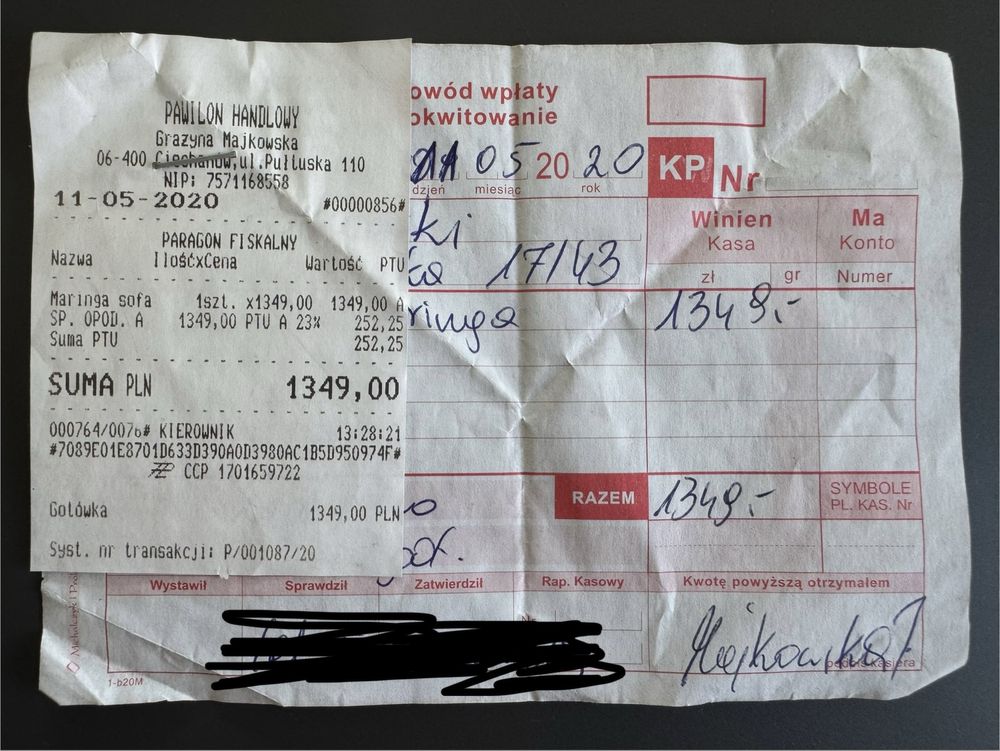 PAWILON HANDLOWY
Grażyna Majkowska
06-400 Ciechanów,ul.Pułtuska 110
NIP: 7571168558
11-05-2020 #00000856#
PARAGON FISKALNY
Nazwa IlośćxCena Wartość PTU
Maringa sofa 1szt. x1349,00 1349,00 A
SP. OPOD. A 1349,00 PTU A 23% 252,25
Suma PTU 252,25
SUMA PLN 1349,00
000764/0076# KIEROWNIK 13:28:21
#7089E01E8701D633D390A0D3980AC1B5D950974F#
CCP 1701659722
Gotówka 1349,00 PLN
Syst. nr transakcji: P/001087/20
owód wpłaty
okwitowanie
11 05 20 20
dzień miesiąc rok
KP Nr
Winien Kasa
Ma Konto
ki
ka 17/43
zł gr Numer
ringa 1349.-
RAZEM 1349.-
SYMBOLE
PL. KAS. Nr
Wystawił Sprawdził Zatwierdził Rap. Kasowy Kwotę powyższą otrzymałem
Nr
Majkowska
podpis kasjera
1-b20M